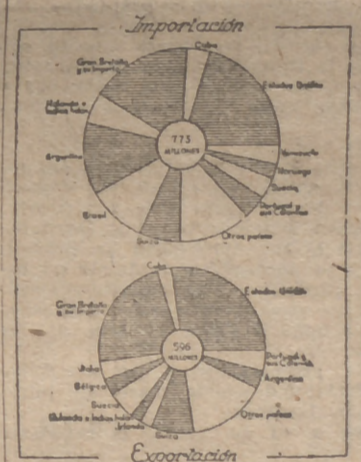 Importación
Cuba
Gran Bretaña
y su Imperio
Estados Unidos
Holanda e
Indias holan.
Venezuela
Noruega
Argentina
Suecia
Portugal y
sus Colonias
Brasil
Otros países
Suiza
773
MILLONES
Cuba
Estados Unidos
Gran Bretaña
y su Imperio
Portugal y
sus Colonias
Italia
Argentina
Bélgica
Suecia
Otros países
Holanda e Indias hol.
Irlanda
Suiza
596
MILLONES
Exportación